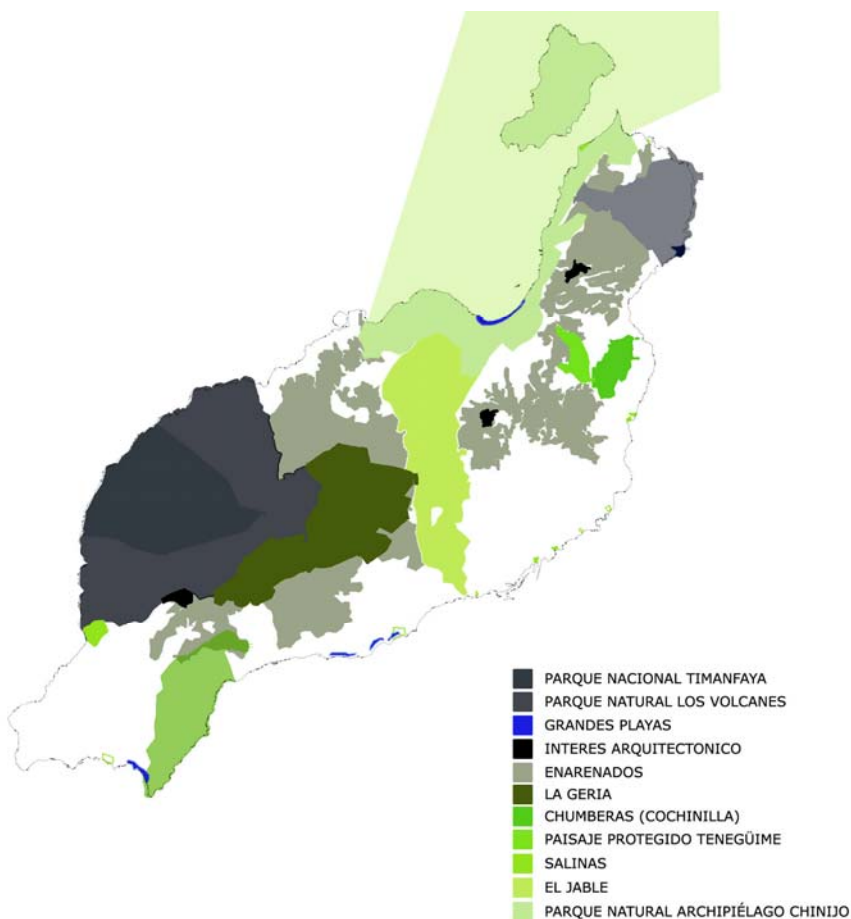 PARQUE NACIONAL TIMANFAYA
PARQUE NATURAL LOS VOLCANES
GRANDES PLAYAS
INTERES ARQUITECTONICO
ENARENADOS
LA GERIA
CHUMBERAS (COCHINILLA)
PAISAJE PROTEGIDO TENEGÜIME
SALINAS
EL JABLE
PARQUE NATURAL ARCHIPIÉLAGO CHINIJO